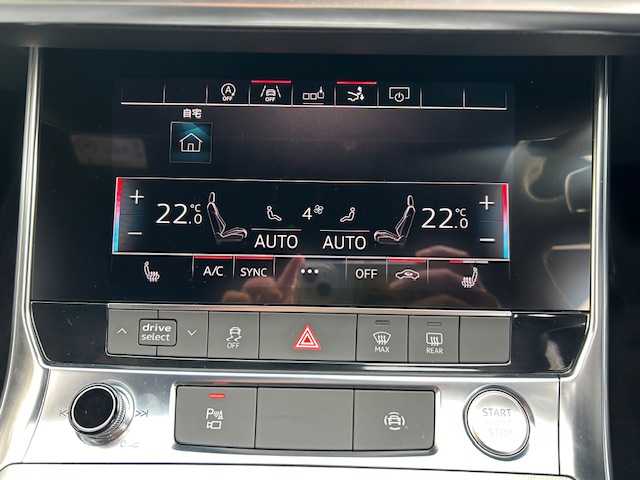 A OFF
OFF
自宅
+ 22.0 °C 4 22.0 °C +
− AUTO AUTO −
A/C SYNC ••• OFF
drive select OFF MAX REAR
P START
STOP